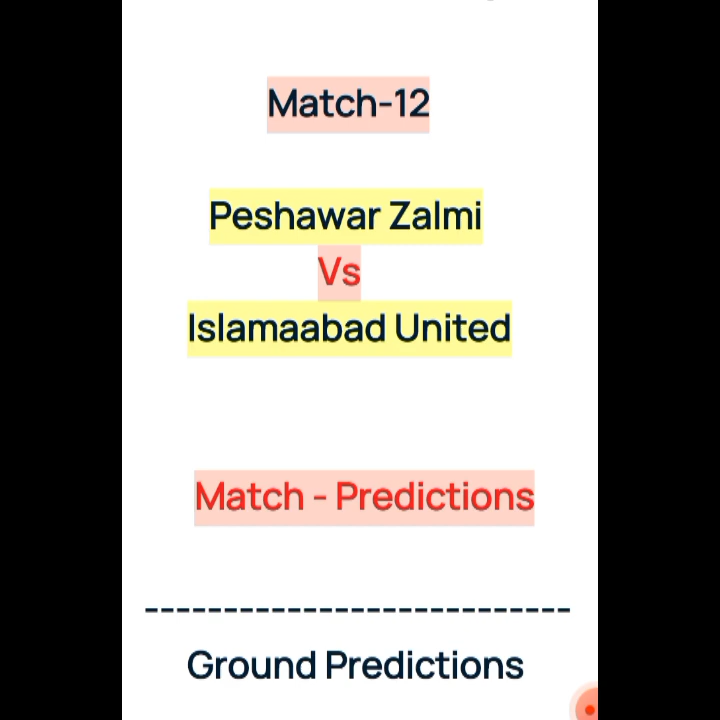 Match-12
Peshawar Zalmi
Vs
Islamaabad United
Match - Predictions
---------------------------
Ground Predictions